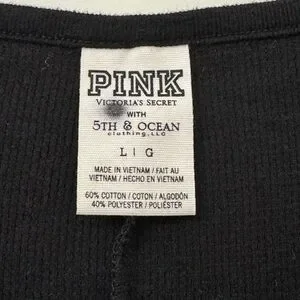 PINK
VICTORIA'S SECRET
WITH
5TH & OCEAN
clothing, LLC
L | G
MADE IN VIETNAM / FAIT AU
VIETNAM / HECHO EN VIETNAM
60% COTTON / COTON / ALGODÓN
40% POLYESTER / POLIÉSTER